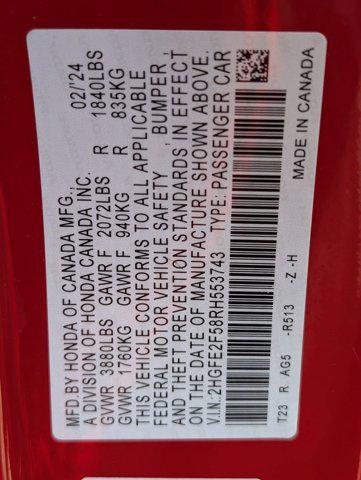 MFD.BY HONDA OF CANADA MFG., 02/'24
A DIVISION OF HONDA CANADA INC.
GVWR 3880LBS GAWR F 2072LBS R 1840LBS
GVWR 1760KG GAWR F 940KG R 835KG
THIS VEHICLE CONFORMS TO ALL APPLICABLE
FEDERAL MOTOR VEHICLE SAFETY , BUMPER ,
AND THEFT PREVENTION STANDARDS IN EFFECT
ON THE DATE OF MANUFACTURE SHOWN ABOVE.
V.I.N.:2HGFE2F58RH553743 TYPE: PASSENGER CAR
T23 R AG5 -R513 -Z -H MADE IN CANADA